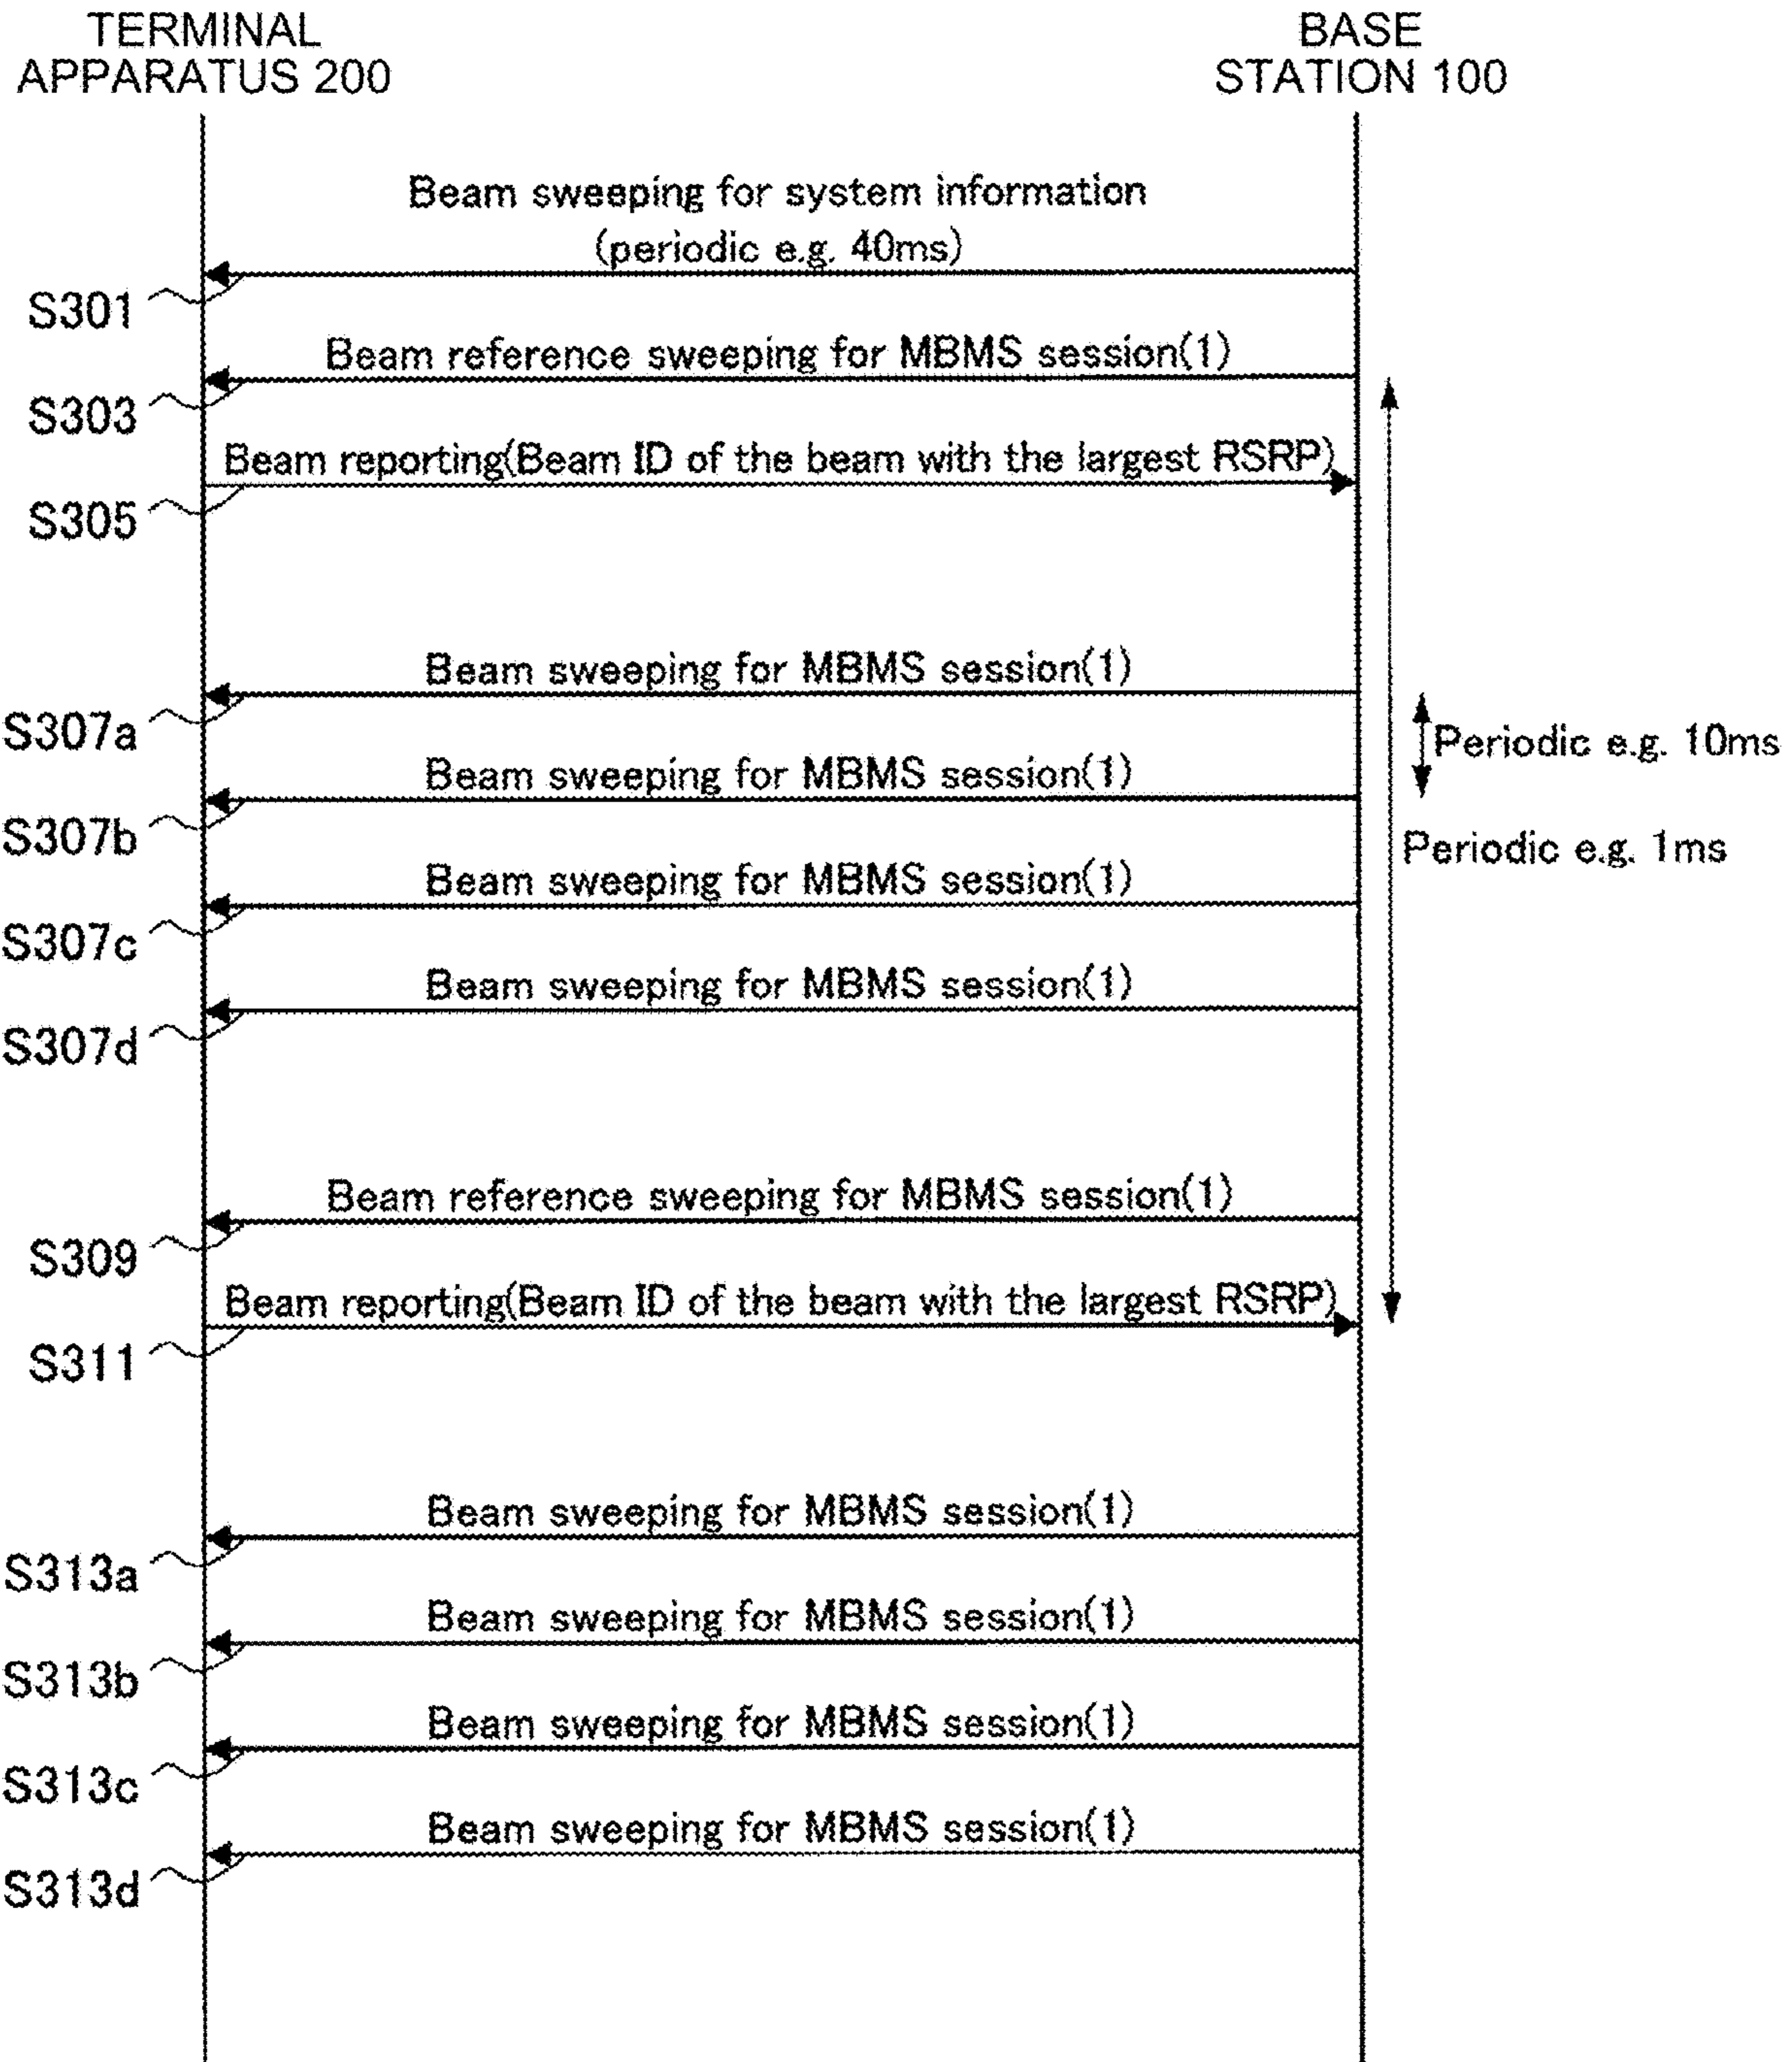 TERMINAL
APPARATUS 200
BASE
STATION 100
Beam sweeping for system information
(periodic e.g. 40ms)
S301
Beam reference sweeping for MBMS session(1)
S303
Beam reporting(Beam ID of the beam with the largest RSRP)
S305
Beam sweeping for MBMS session(1)
S307a
Periodic e.g. 10ms
Beam sweeping for MBMS session(1)
S307b
Periodic e.g. 1ms
Beam sweeping for MBMS session(1)
S307c
Beam sweeping for MBMS session(1)
S307d
Beam reference sweeping for MBMS session(1)
S309
Beam reporting(Beam ID of the beam with the largest RSRP)
S311
Beam sweeping for MBMS session(1)
S313a
Beam sweeping for MBMS session(1)
S313b
Beam sweeping for MBMS session(1)
S313c
Beam sweeping for MBMS session(1)
S313d